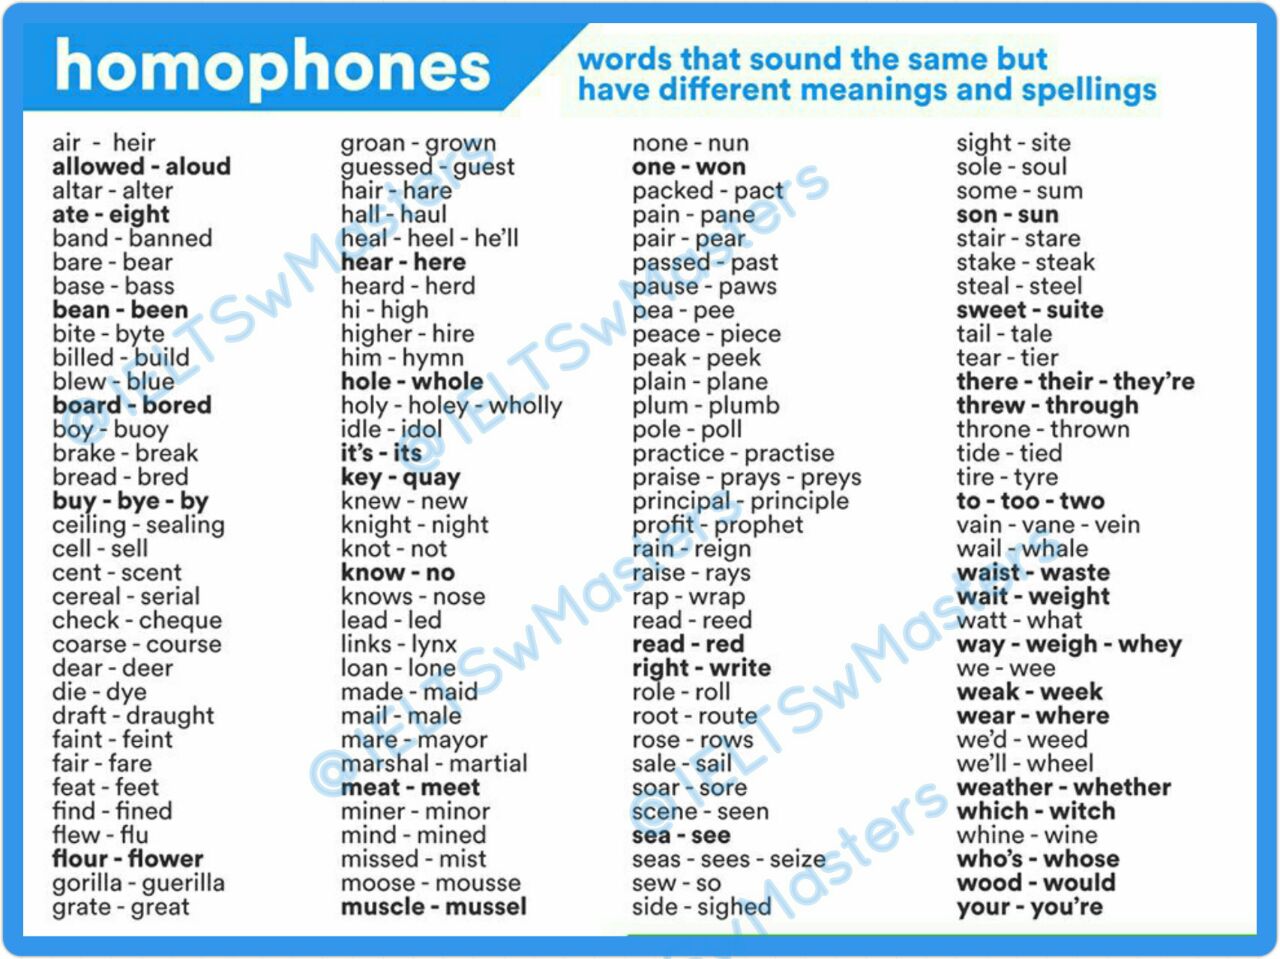 homophones
words that sound the same but
have different meanings and spellings
air - heir
allowed - aloud
altar - alter
ate - eight
band - banned
bare - bear
base - bass
bean - been
bite - byte
billed - build
blew - blue
board - bored
boy - buoy
brake - break
bread - bred
buy - bye - by
ceiling - sealing
cell - sell
cent - scent
cereal - serial
check - cheque
coarse - course
dear - deer
die - dye
draft - draught
faint - feint
fair - fare
feat - feet
find - fined
flew - flu
flour - flower
gorilla - guerilla
grate - great
groan - grown
guessed - guest
hair - hare
hall - haul
heal - heel - he’ll
hear - here
heard - herd
hi - high
higher - hire
him - hymn
hole - whole
holy - holey - wholly
idle - idol
it’s - its
key - quay
knew - new
knight - night
knot - not
know - no
knows - nose
lead - led
links - lynx
loan - lone
made - maid
mail - male
mare - mayor
marshal - martial
meat - meet
miner - minor
mind - mined
missed - mist
moose - mousse
muscle - mussel
none - nun
one - won
packed - pact
pain - pane
pair - pear
passed - past
pause - paws
pea - pee
peace - piece
peak - peek
plain - plane
plum - plumb
pole - poll
practice - practise
praise - prays - preys
principal - principle
profit - prophet
rain - reign
raise - rays
rap - wrap
read - reed
read - red
right - write
role - roll
root - route
rose - rows
sale - sail
soar - sore
scene - seen
sea - see
seas - sees - seize
sew - so
side - sighed
sight - site
sole - soul
some - sum
son - sun
stair - stare
stake - steak
steal - steel
sweet - suite
tail - tale
tear - tier
there - their - they’re
threw - through
throne - thrown
tide - tied
tire - tyre
to - too - two
vain - vane - vein
wail - whale
waist - waste
wait - weight
watt - what
way - weigh - whey
we - wee
weak - week
wear - where
we’d - weed
we’ll - wheel
weather - whether
which - witch
whine - wine
who’s - whose
wood - would
your - you’re
@IELTSwMasters
@IELTSwMasters
@IELTSwMasters
@IELTSwMasters
wMasters